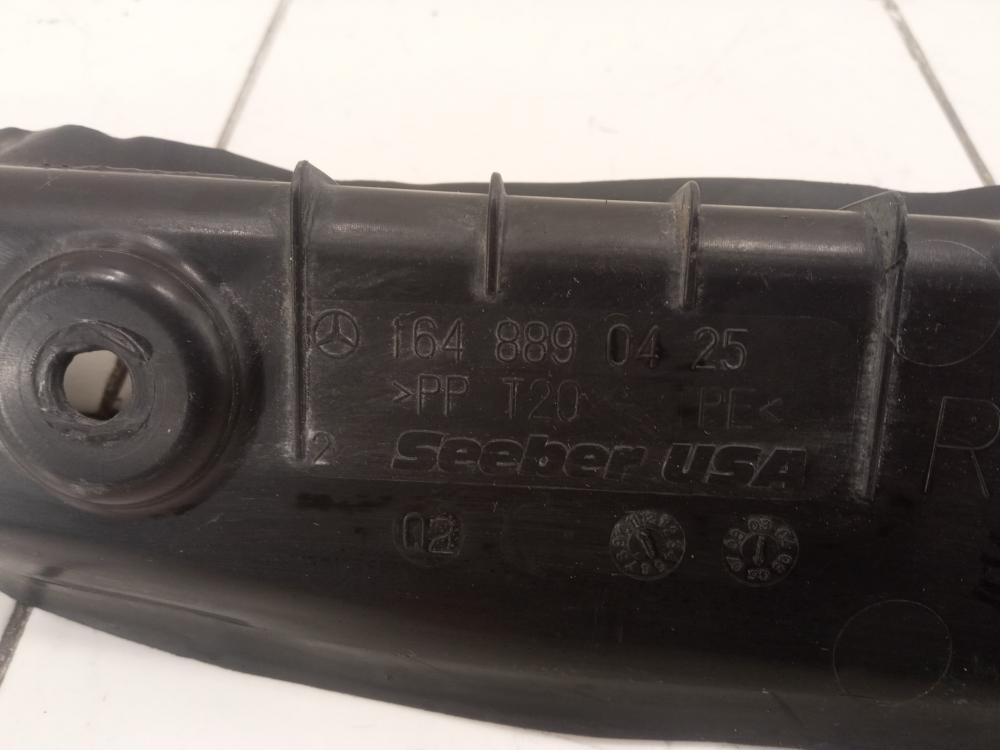 164 889 04 25
>PP T20 PE<
2 Seeber USA
R
02